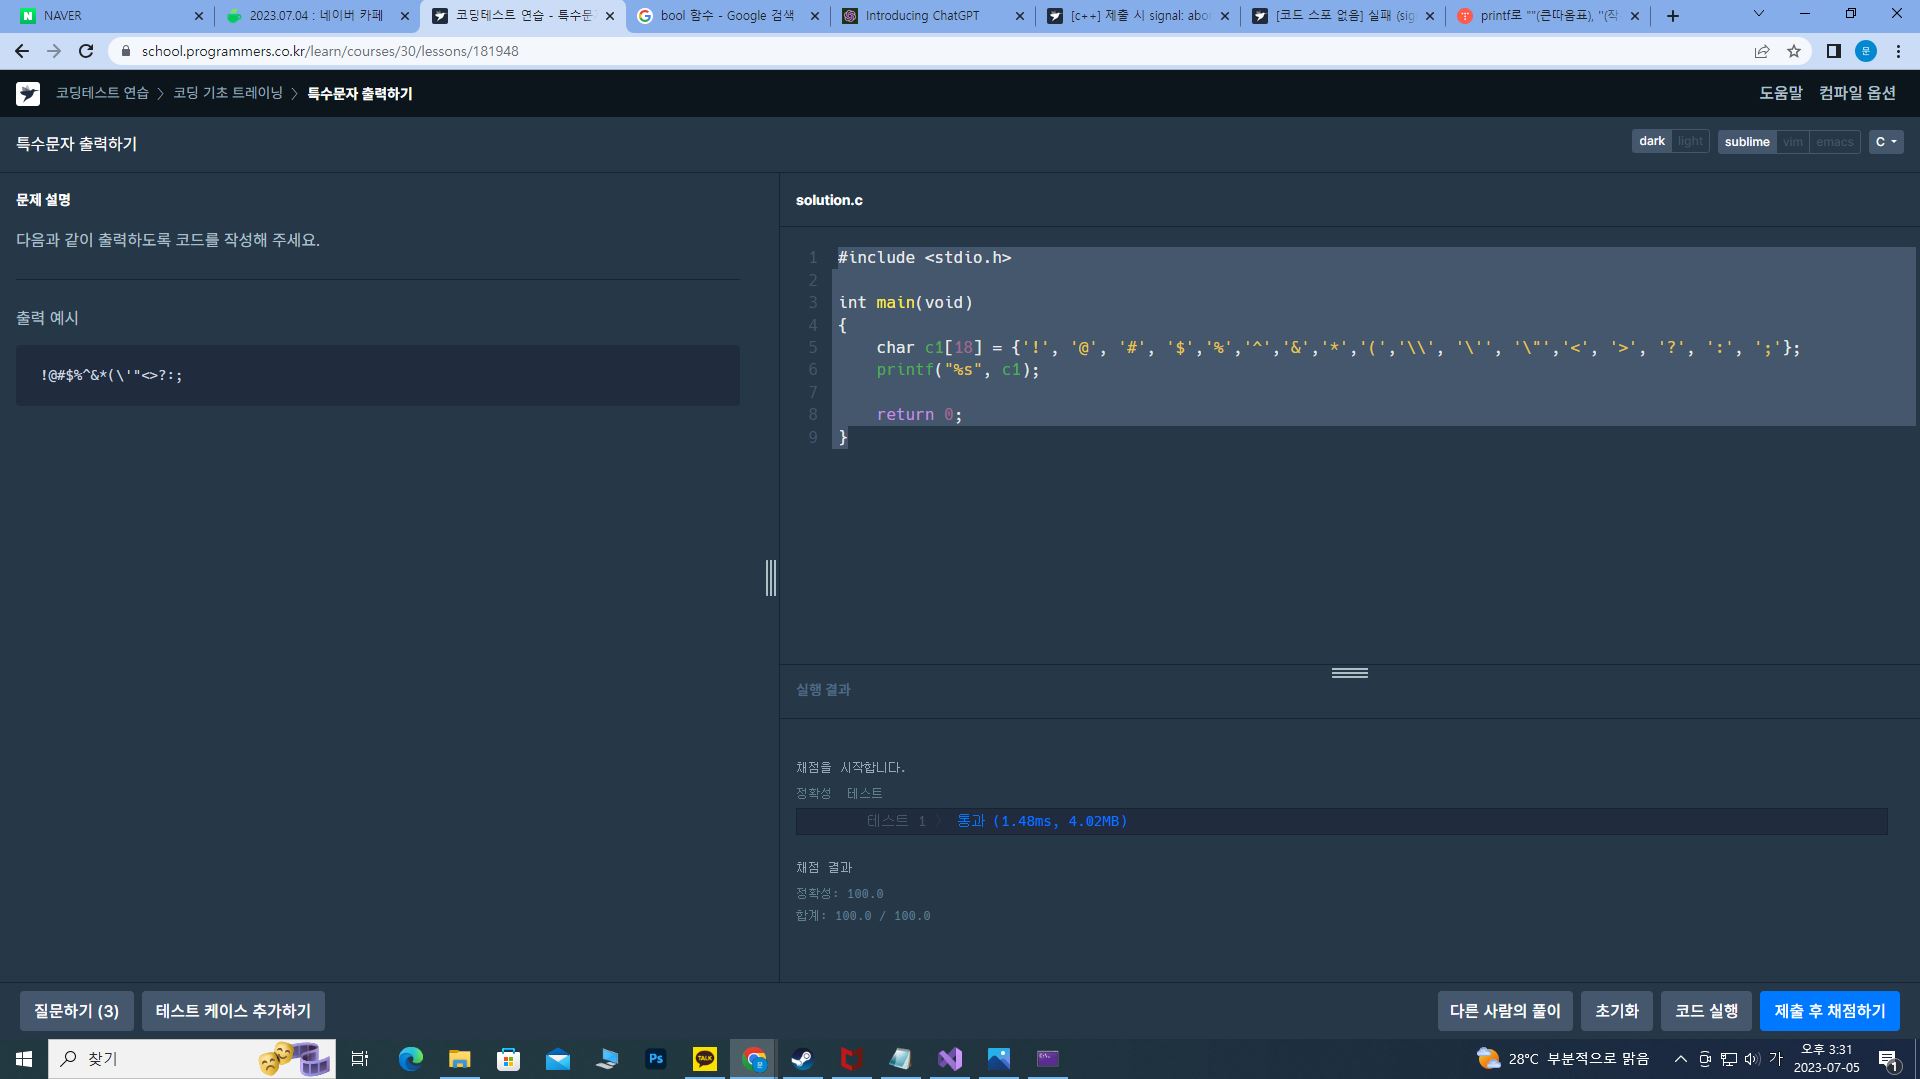 NAVER
2023.07.04 : 네이버 카페
코딩테스트 연습 - 특수문
bool 함수 - Google 검색
Introducing ChatGPT
[c++] 제출 시 signal: abo
[코드 스포 없음] 실패 (sig
printf로 ""(큰따옴표), ''(작
school.programmers.co.kr/learn/courses/30/lessons/181948
문
코딩테스트 연습 > 코딩 기초 트레이닝 > 특수문자 출력하기
도움말 컴파일 옵션
특수문자 출력하기
dark light sublime vim emacs C
문제 설명
다음과 같이 출력하도록 코드를 작성해 주세요.
출력 예시
!@#$%^&*(\'"<>?:;
solution.c
1 #include <stdio.h>
2
3 int main(void)
4 {
5 char c1[18] = {'!', '@', '#', '$','%','^','&','*','(','\\', '\'', '\"','<', '>', '?', ':', ';'};
6 printf("%s", c1);
7
8 return 0;
9 }
실행 결과
채점을 시작합니다.
정확성 테스트
테스트 1 〉 통과 (1.48ms, 4.02MB)
채점 결과
정확성: 100.0
합계: 100.0 / 100.0
질문하기 (3) 테스트 케이스 추가하기
다른 사람의 풀이 초기화 코드 실행 제출 후 채점하기
찾기
Ps
TALK
문
28°C 부분적으로 맑음
가
오후 3:31
2023-07-05
1